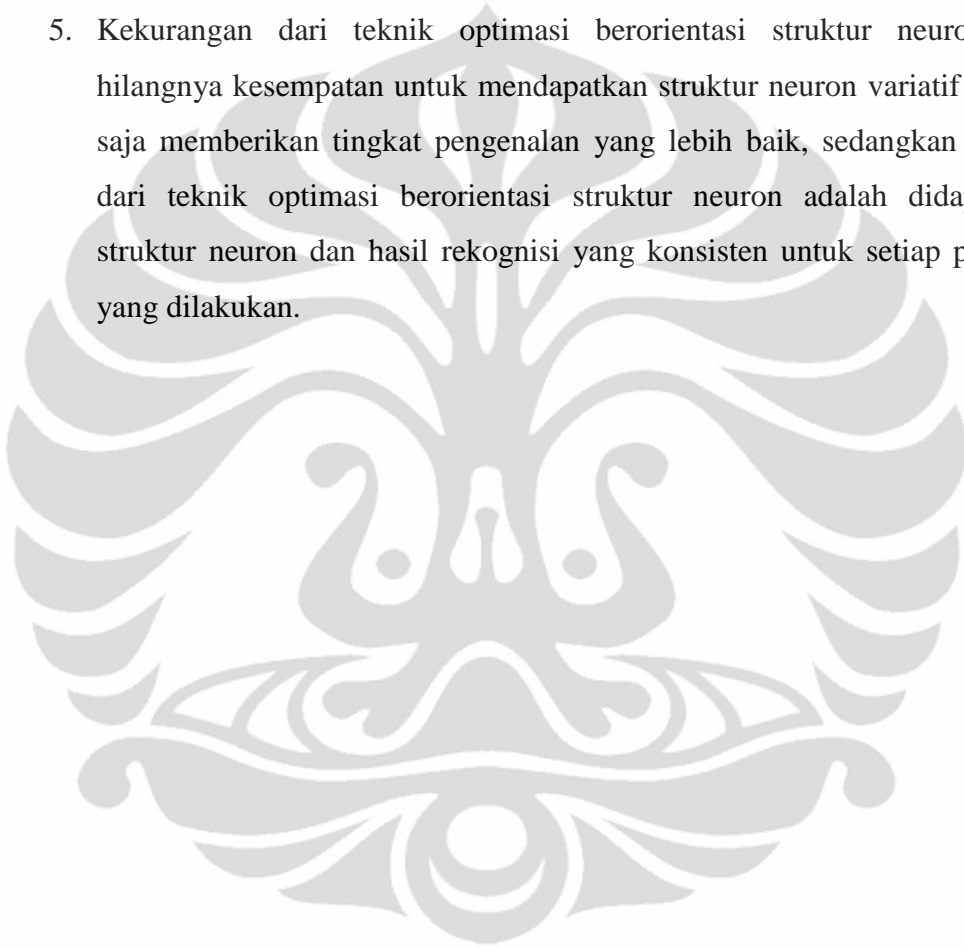 5. Kekurangan dari teknik optimasi berorientasi struktur neuro
hilangnya kesempatan untuk mendapatkan struktur neuron variatif
saja memberikan tingkat pengenalan yang lebih baik, sedangkan
dari teknik optimasi berorientasi struktur neuron adalah dida
struktur neuron dan hasil rekognisi yang konsisten untuk setiap p
yang dilakukan.